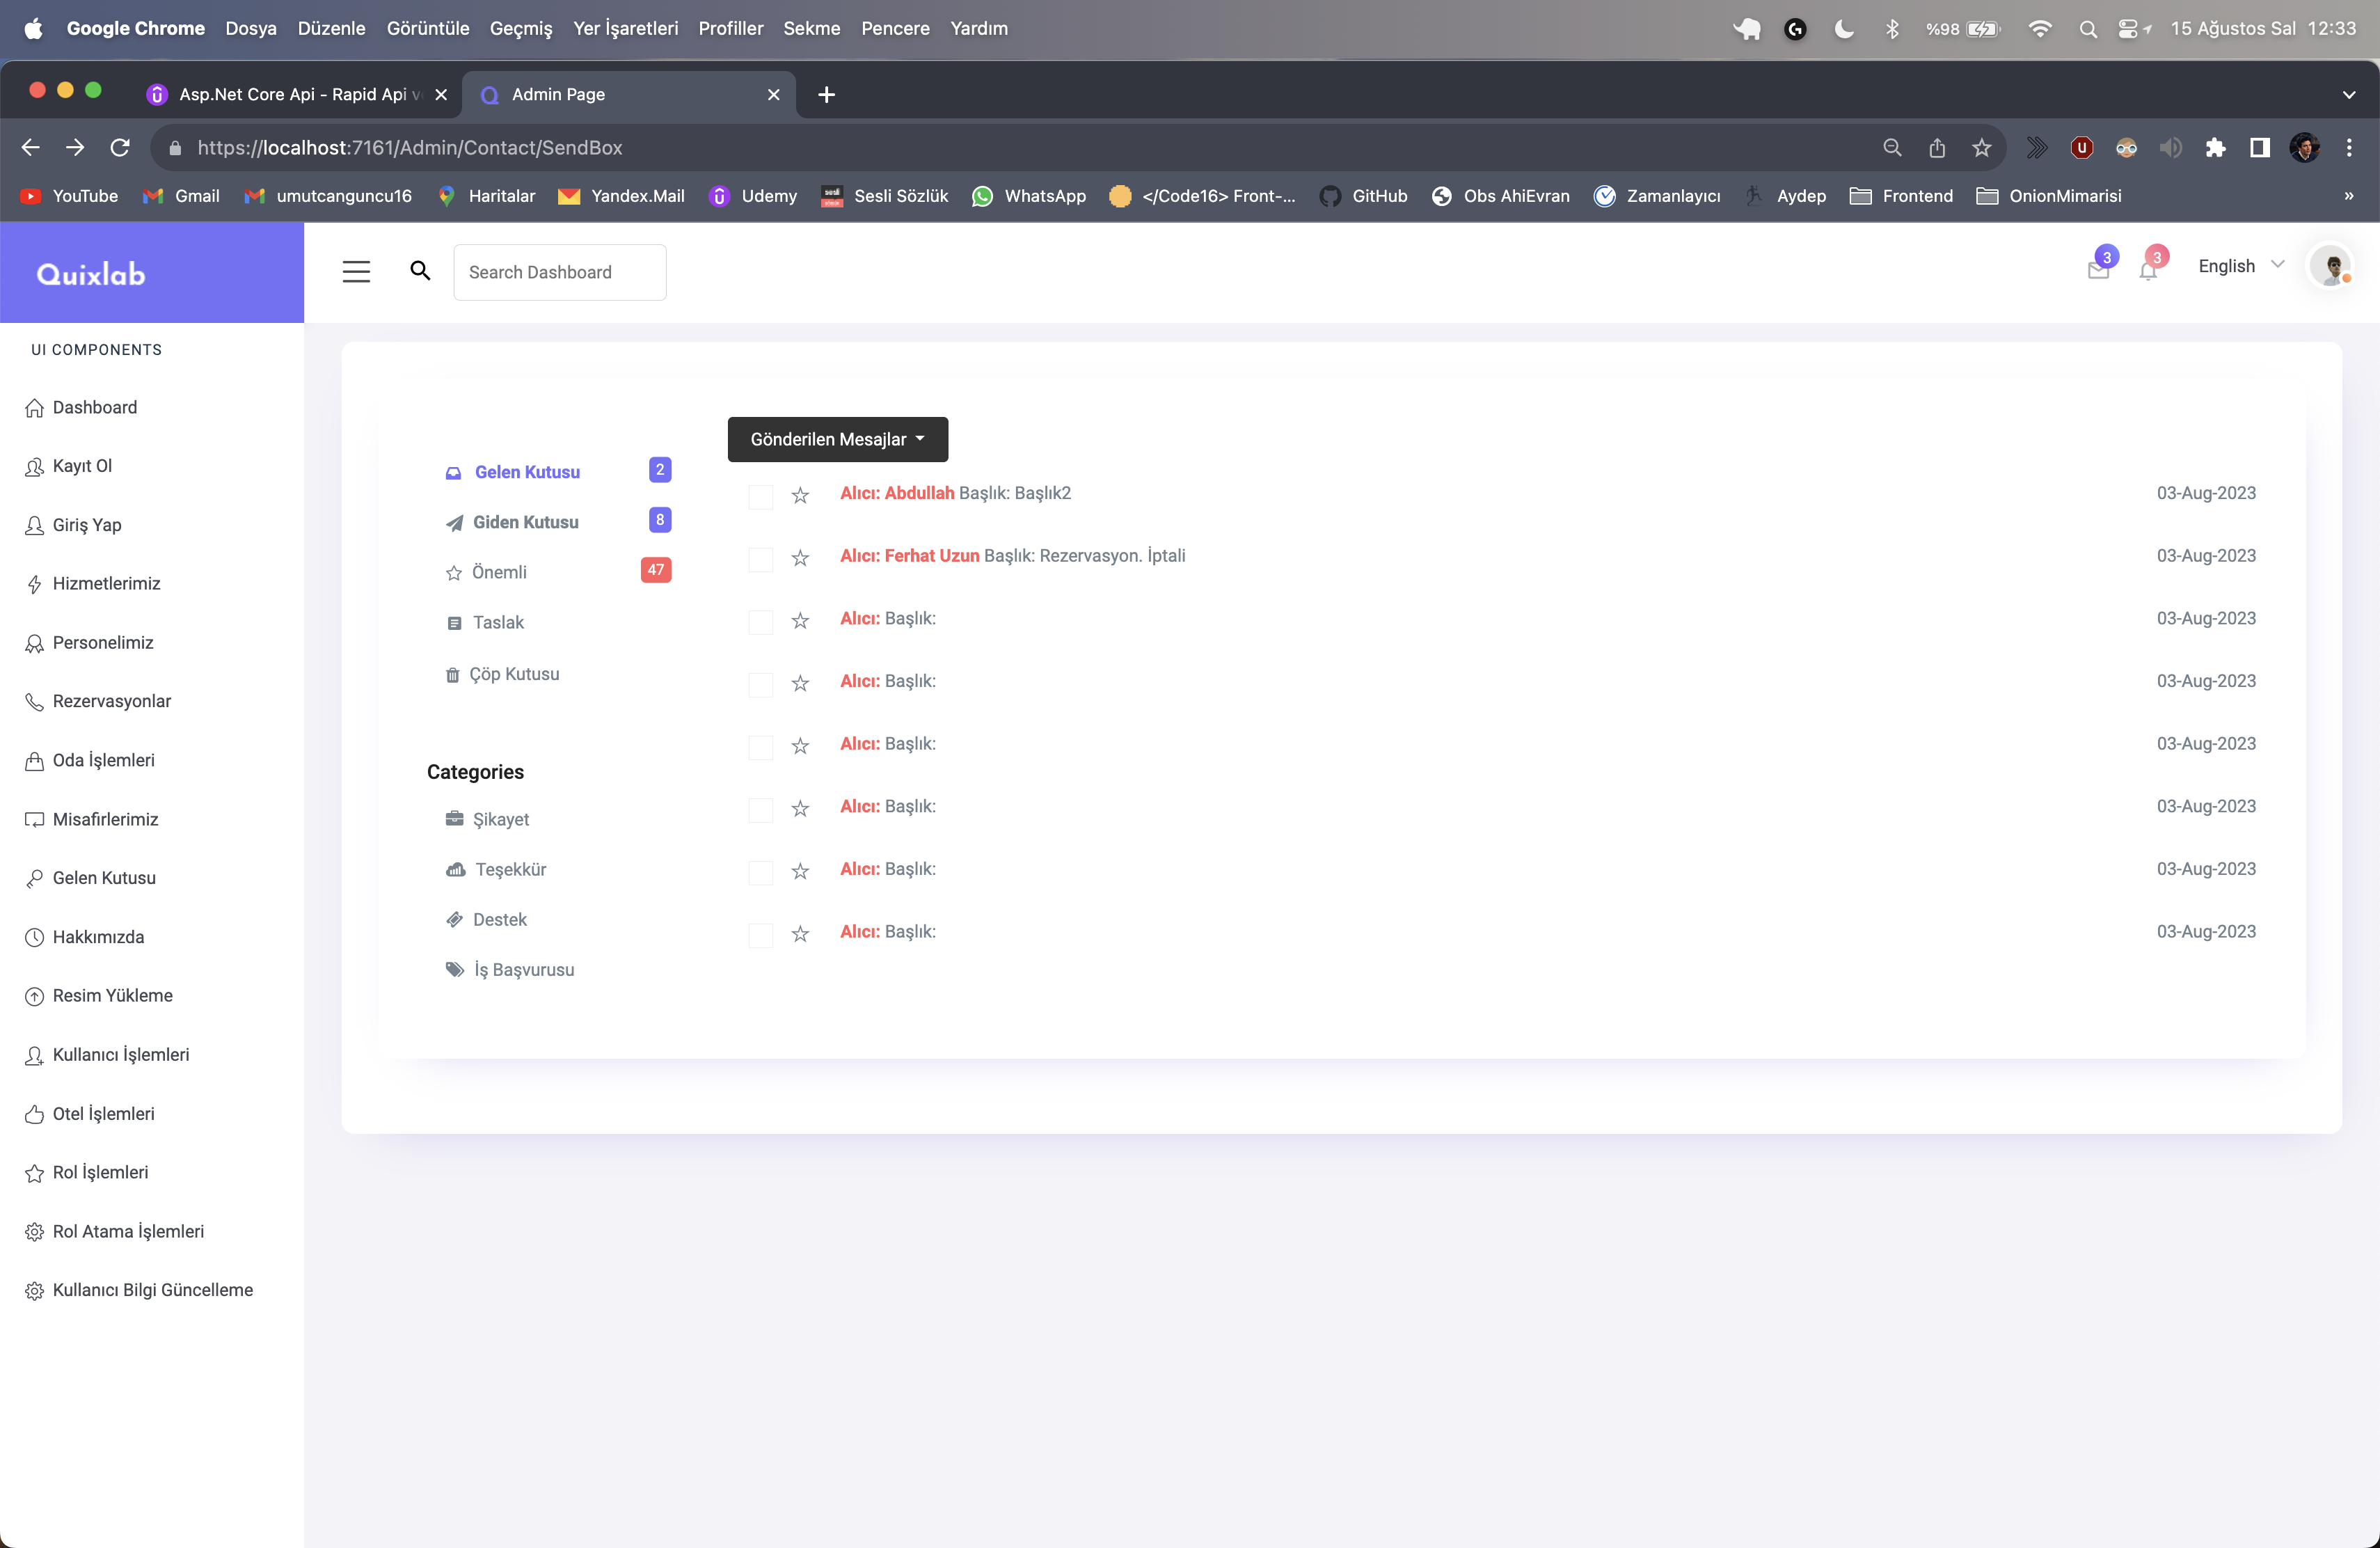 Google Chrome Dosya Düzenle Görüntüle Geçmiş Yer İşaretleri Profiller Sekme Pencere Yardım %98 15 Ağustos Sal 12:33
Asp.Net Core Api - Rapid Api Admin Page
https://localhost:7161/Admin/Contact/SendBox
YouTube Gmail umutcanguncu16 Haritalar Yandex.Mail Udemy Sesli Sözlük WhatsApp </Code16> Front-... GitHub Obs AhiEvran Zamanlayıcı Aydep Frontend OnionMimarisi »
Quixlab
Search Dashboard
3 3 English
UI COMPONENTS
Dashboard
Kayıt Ol
Giriş Yap
Hizmetlerimiz
Personelimiz
Rezervasyonlar
Oda İşlemleri
Misafirlerimiz
Gelen Kutusu
Hakkımızda
Resim Yükleme
Kullanıcı İşlemleri
Otel İşlemleri
Rol İşlemleri
Rol Atama İşlemleri
Kullanıcı Bilgi Güncelleme
Gelen Kutusu 2
Giden Kutusu 8
Önemli 47
Taslak
Çöp Kutusu
Categories
Şikayet
Teşekkür
Destek
İş Başvurusu
Gönderilen Mesajlar
Alıcı: Abdullah Başlık: Başlık2 03-Aug-2023
Alıcı: Ferhat Uzun Başlık: Rezervasyon. İptali 03-Aug-2023
Alıcı: Başlık: 03-Aug-2023
Alıcı: Başlık: 03-Aug-2023
Alıcı: Başlık: 03-Aug-2023
Alıcı: Başlık: 03-Aug-2023
Alıcı: Başlık: 03-Aug-2023
Alıcı: Başlık: 03-Aug-2023